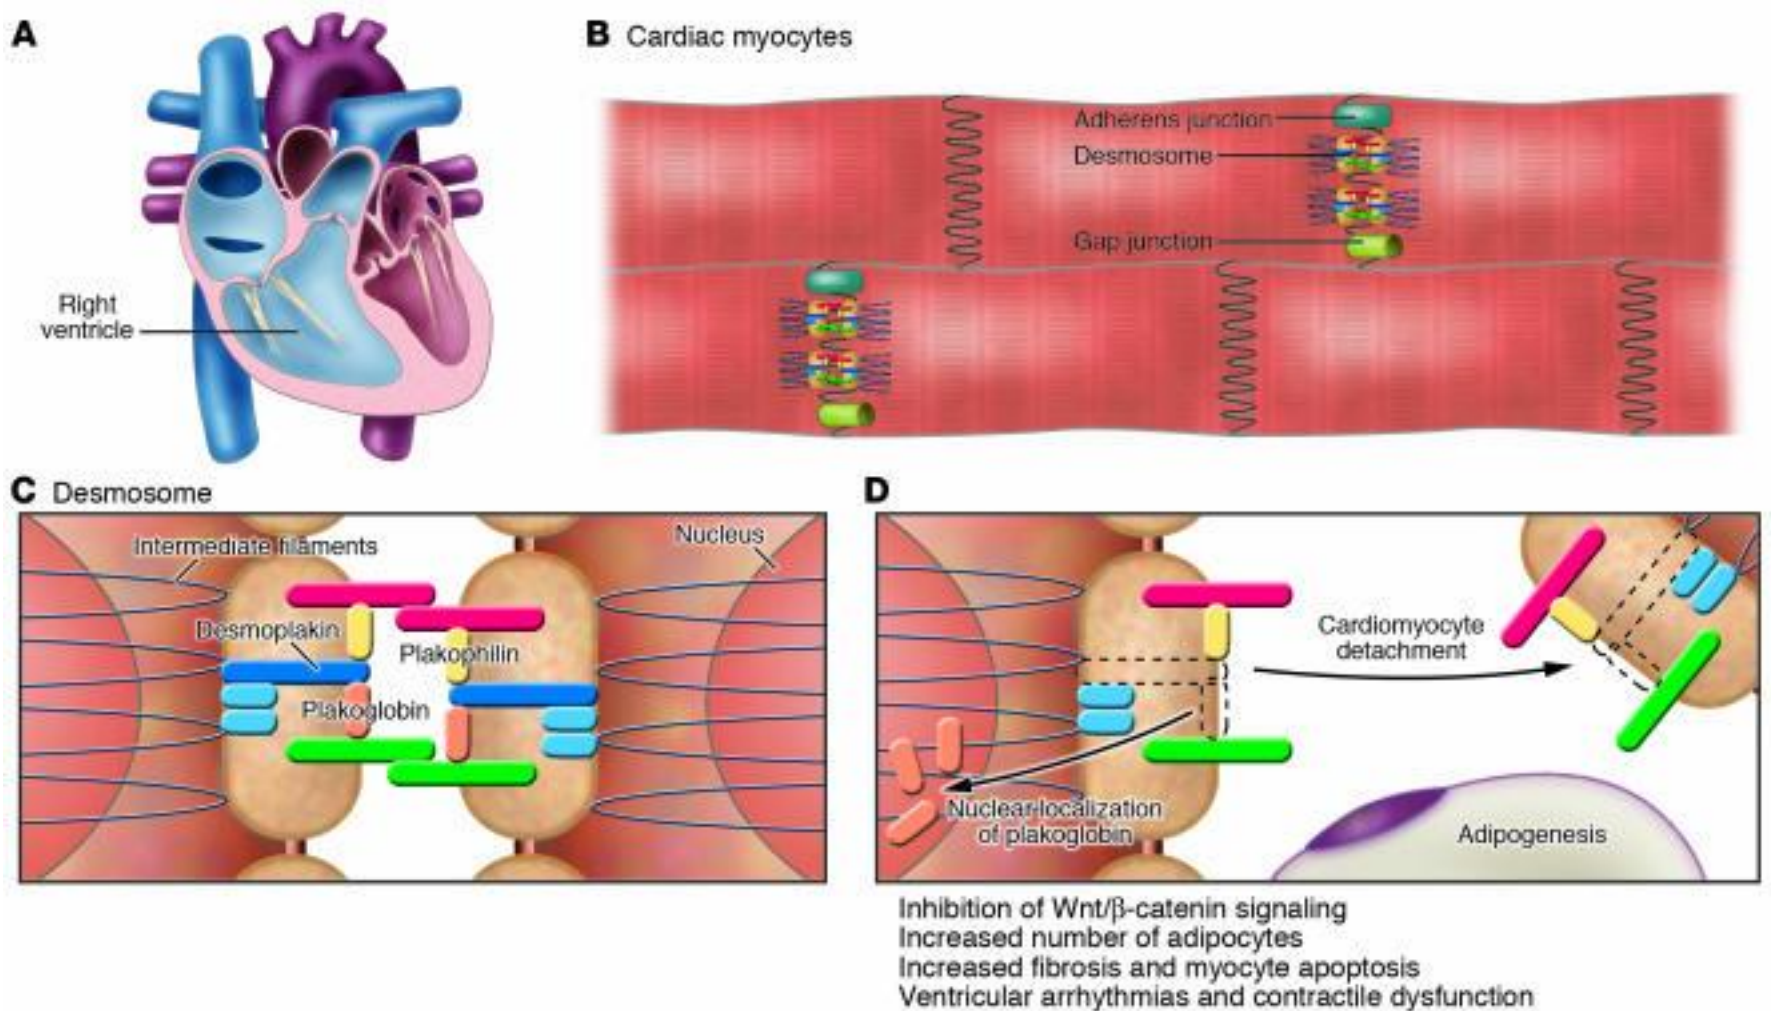 A
Right
ventricle
B Cardiac myocytes
Adherens junction
Desmosome
Gap junction
C Desmosome
Intermediate filaments
Nucleus
Desmoplakin
Plakophilin
Plakoglobin
D
Cardiomyocyte
detachment
Nuclear localization
of plakoglobin
Adipogenesis
Inhibition of Wnt/β-catenin signaling
Increased number of adipocytes
Increased fibrosis and myocyte apoptosis
Ventricular arrhythmias and contractile dysfunction